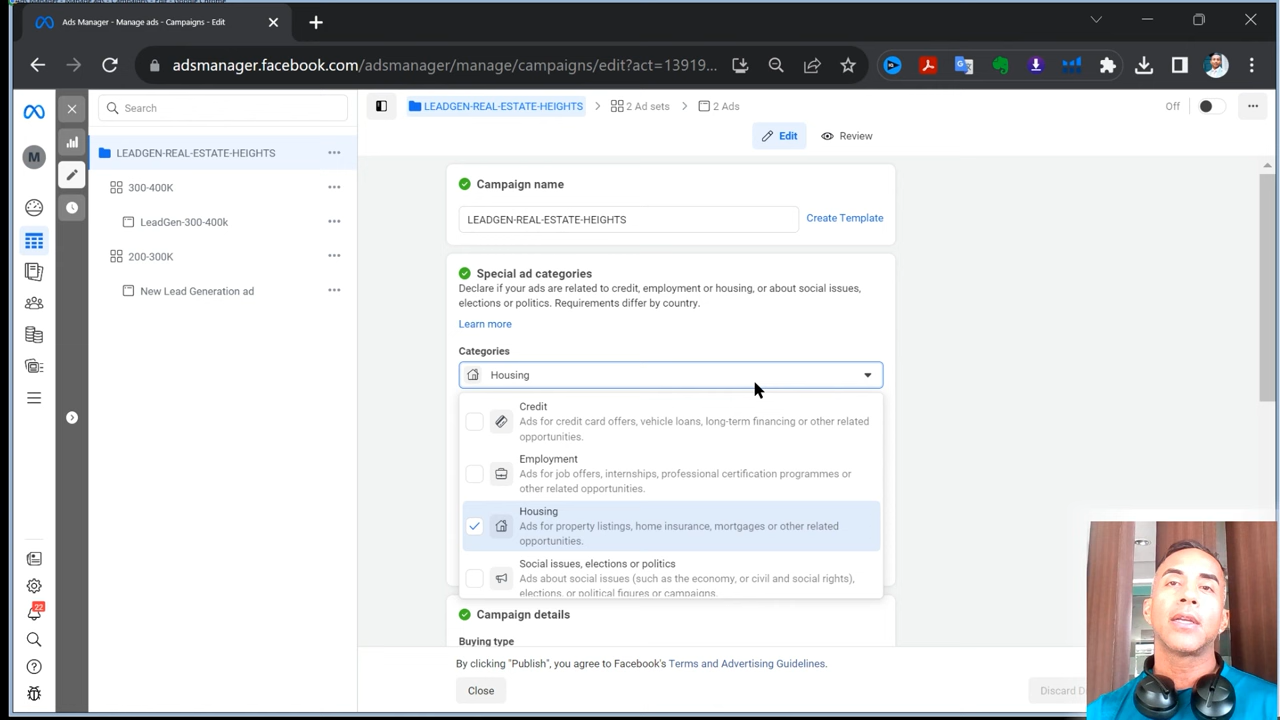 Ads Manager - Manage ads - Campaigns - Edit
adsmanager.facebook.com/adsmanager/manage/campaigns/edit?act=13919...
Search
LEADGEN-REAL-ESTATE-HEIGHTS
300-400K
LeadGen-300-400k
200-300K
New Lead Generation ad
M
22
LEADGEN-REAL-ESTATE-HEIGHTS > 2 Ad sets > 2 Ads
Off
Edit
Review
Campaign name
LEADGEN-REAL-ESTATE-HEIGHTS
Create Template
Special ad categories
Declare if your ads are related to credit, employment or housing, or about social issues,
elections or politics. Requirements differ by country.
Learn more
Categories
Housing
Credit
Ads for credit card offers, vehicle loans, long-term financing or other related
opportunities.
Employment
Ads for job offers, internships, professional certification programmes or
other related opportunities.
Housing
Ads for property listings, home insurance, mortgages or other related
opportunities.
Social issues, elections or politics
Ads about social issues (such as the economy, or civil and social rights),
elections, or political figures or campaigns.
Campaign details
Buying type
By clicking "Publish", you agree to Facebook's Terms and Advertising Guidelines.
Close
Discard D